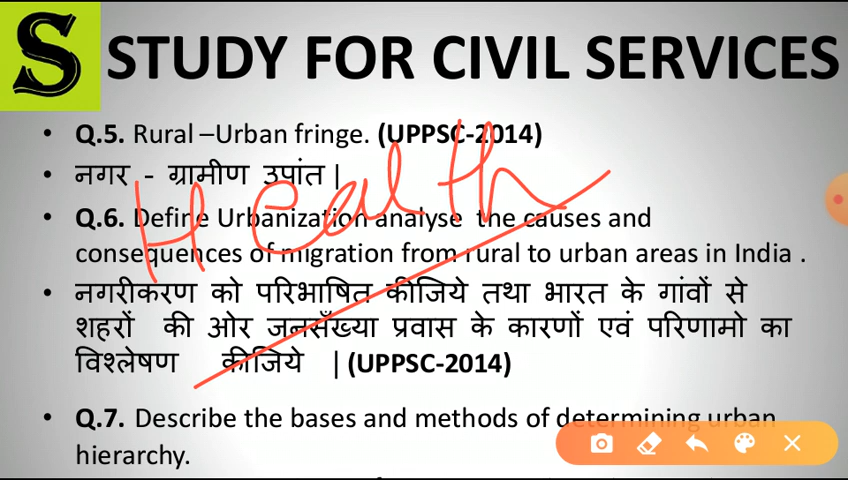 S STUDY FOR CIVIL SERVICES
• Q.5. Rural –Urban fringe. (UPPSC-2014)
• नगर - ग्रामीण उपांत |
Health
• Q.6. Define Urbanization analyse the causes and
consequences of migration from rural to urban areas in India .
• नगरीकरण को परिभाषित कीजिये तथा भारत के गांवों से
शहरों की ओर जनसँख्या प्रवास के कारणों एवं परिणामो का
विश्लेषण कीजिये | (UPPSC-2014)
• Q.7. Describe the bases and methods of determining urban
hierarchy.